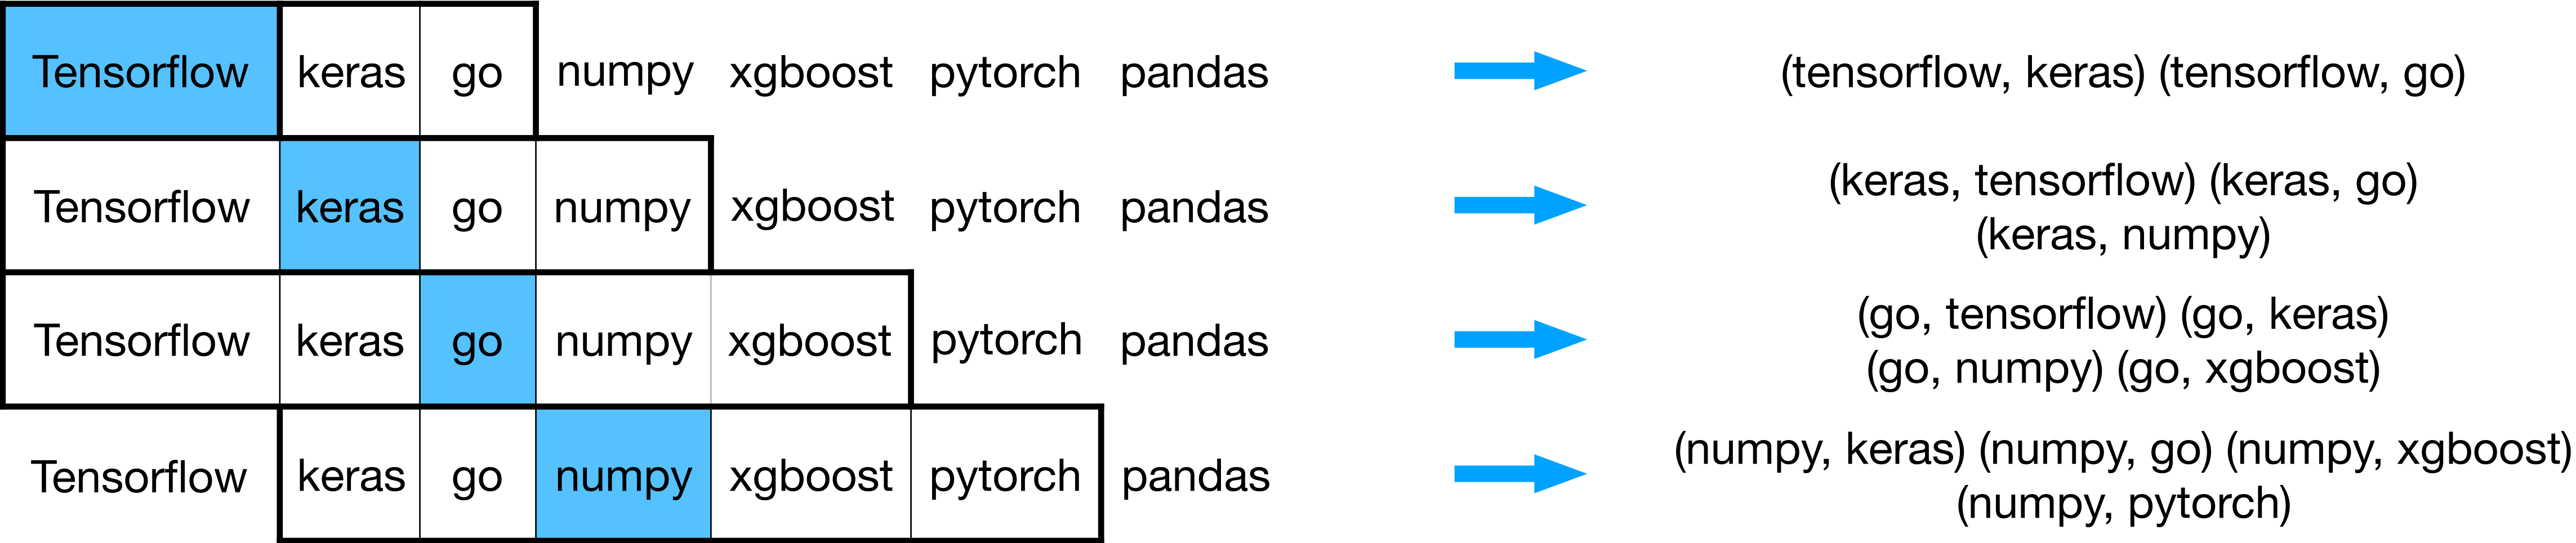 Tensorflow keras go numpy xgboost pytorch pandas (tensorflow, keras) (tensorflow, go)
Tensorflow keras go numpy xgboost pytorch pandas (keras, tensorflow) (keras, go)
(keras, numpy)
Tensorflow keras go numpy xgboost pytorch pandas (go, tensorflow) (go, keras)
(go, numpy) (go, xgboost)
Tensorflow keras go numpy xgboost pytorch pandas (numpy, keras) (numpy, go) (numpy, xgboost)
(numpy, pytorch)